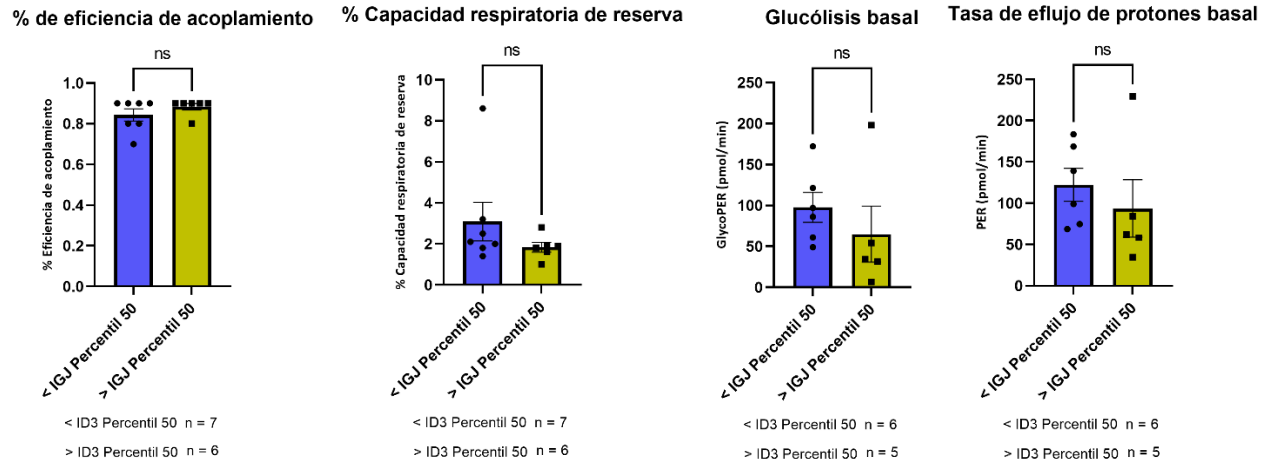 % de eficiencia de acoplamiento
ns
% Eficiencia de acoplamiento
1.0
0.8
0.6
0.4
0.2
0.0
< IGJ Percentil 50
> IGJ Percentil 50
< ID3 Percentil 50 n = 7
> ID3 Percentil 50 n = 6
% Capacidad respiratoria de reserva
ns
% Capacidad respiratoria de reserva
10
8
6
4
2
0
< IGJ Percentil 50
> IGJ Percentil 50
< ID3 Percentil 50 n = 7
> ID3 Percentil 50 n = 6
Glucólisis basal
ns
GlycoPER (pmol/min)
250
200
150
100
50
0
< IGJ Percentil 50
> IGJ Percentil 50
< ID3 Percentil 50 n = 6
> ID3 Percentil 50 n = 5
Tasa de eflujo de protones basal
ns
PER (pmol/min)
250
200
150
100
50
0
< IGJ Percentil 50
> IGJ Percentil 50
< ID3 Percentil 50 n = 6
> ID3 Percentil 50 n = 5